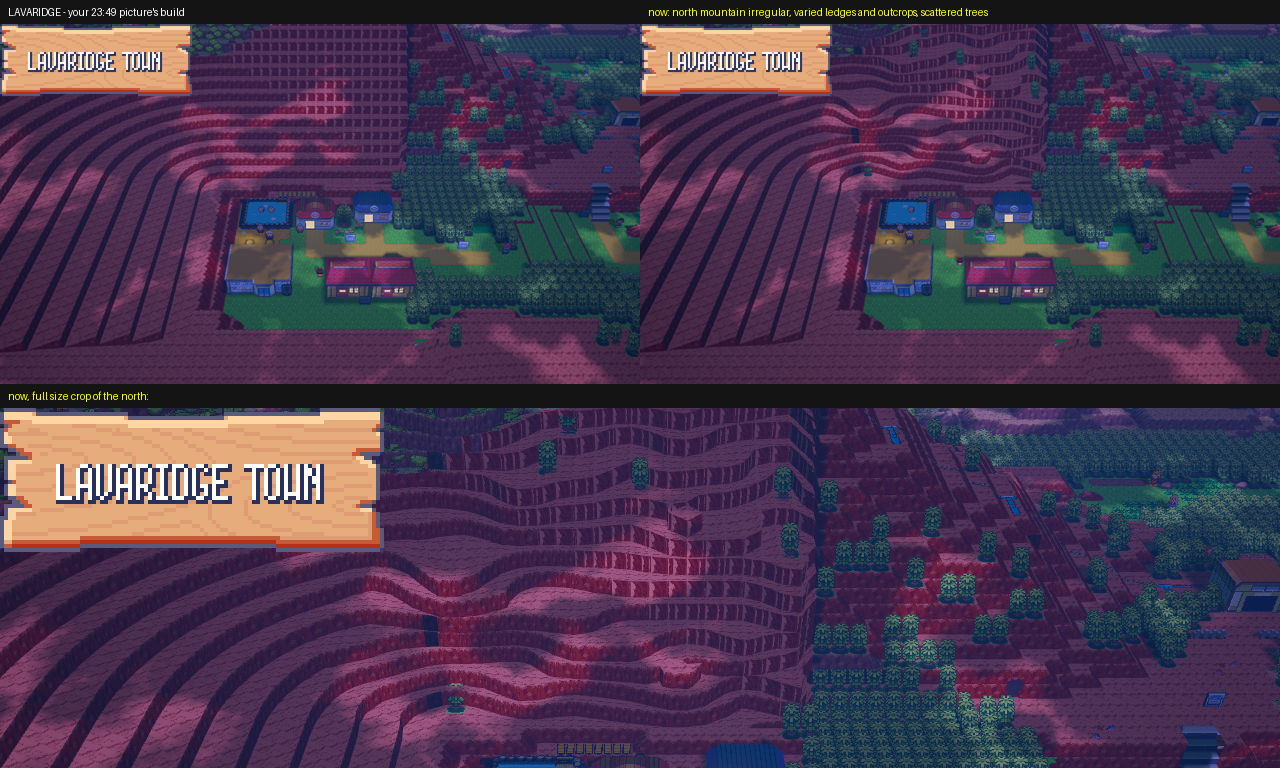 LAVARIDGE - your 23:49 picture's build
now: north mountain irregular, varied ledges and outcrops, scattered trees
LAVARIDGE TOWN
LAVARIDGE TOWN
now, full size crop of the north:
LAVARIDGE TOWN